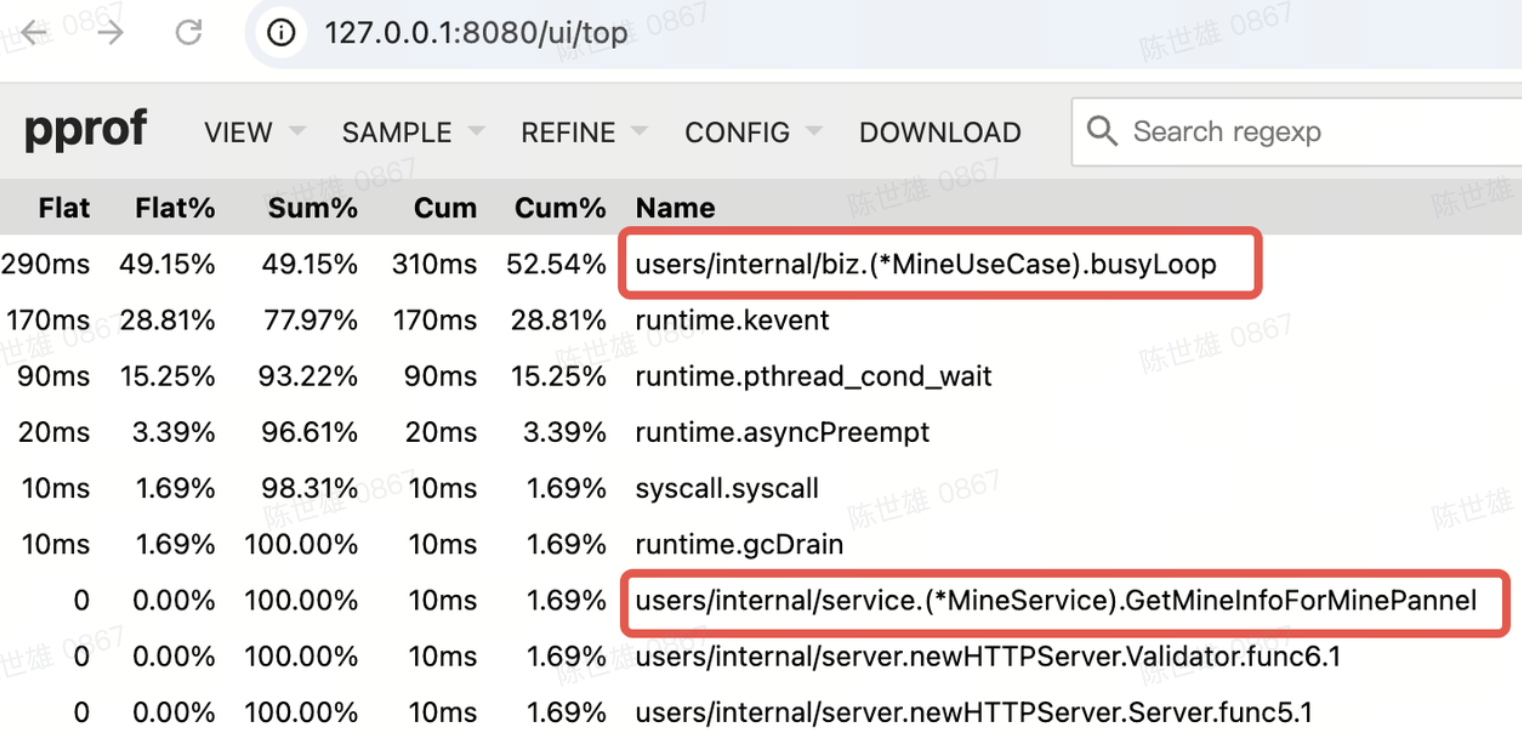 127.0.0.1:8080/ui/top
pprof VIEW SAMPLE REFINE CONFIG DOWNLOAD Search regexp
Flat Flat% Sum% Cum Cum% Name
290ms 49.15% 49.15% 310ms 52.54% users/internal/biz.(*MineUseCase).busyLoop
170ms 28.81% 77.97% 170ms 28.81% runtime.kevent
90ms 15.25% 93.22% 90ms 15.25% runtime.pthread_cond_wait
20ms 3.39% 96.61% 20ms 3.39% runtime.asyncPreempt
10ms 1.69% 98.31% 10ms 1.69% syscall.syscall
10ms 1.69% 100.00% 10ms 1.69% runtime.gcDrain
0 0.00% 100.00% 10ms 1.69% users/internal/service.(*MineService).GetMineInfoForMinePannel
0 0.00% 100.00% 10ms 1.69% users/internal/server.newHTTPServer.Validator.func6.1
0 0.00% 100.00% 10ms 1.69% users/internal/server.newHTTPServer.Server.func5.1
陈世雄 0867